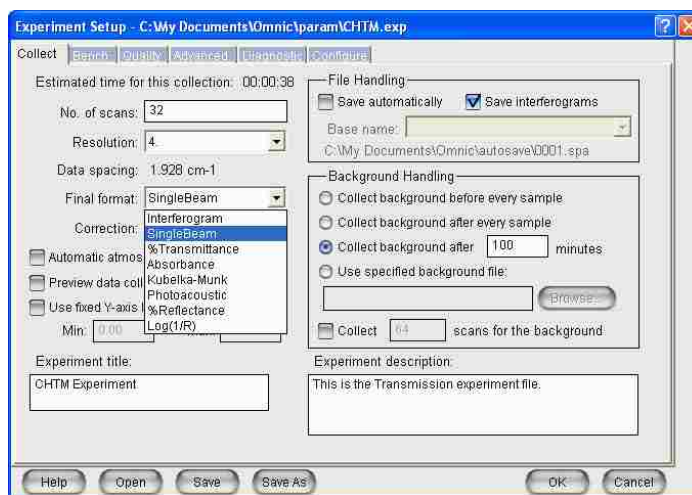 Experiment Setup - C:\My Documents\Omnic\param\CHTM.exp
Collect Bench Quality Advanced Diagnostic Configure
Estimated time for this collection: 00:00:38
No. of scans: 32
Resolution: 4
Data spacing: 1.928 cm-1
Final format: SingleBeam
Correction:
Interferogram
SingleBeam
%Transmittance
Absorbance
Kubelka-Munk
Photoacoustic
%Reflectance
Log(1/R)
Automatic atmos
Preview data coll
Use fixed Y-axis
Min: 0.00
Experiment title:
CHTM Experiment
File Handling
Save automatically Save interferograms
Base name:
C:\My Documents\Omnic\autosave\0001.spa
Background Handling
Collect background before every sample
Collect background after every sample
Collect background after 100 minutes
Use specified background file:
Browse...
Collect 64 scans for the background
Experiment description:
This is the Transmission experiment file.
Help Open Save Save As OK Cancel